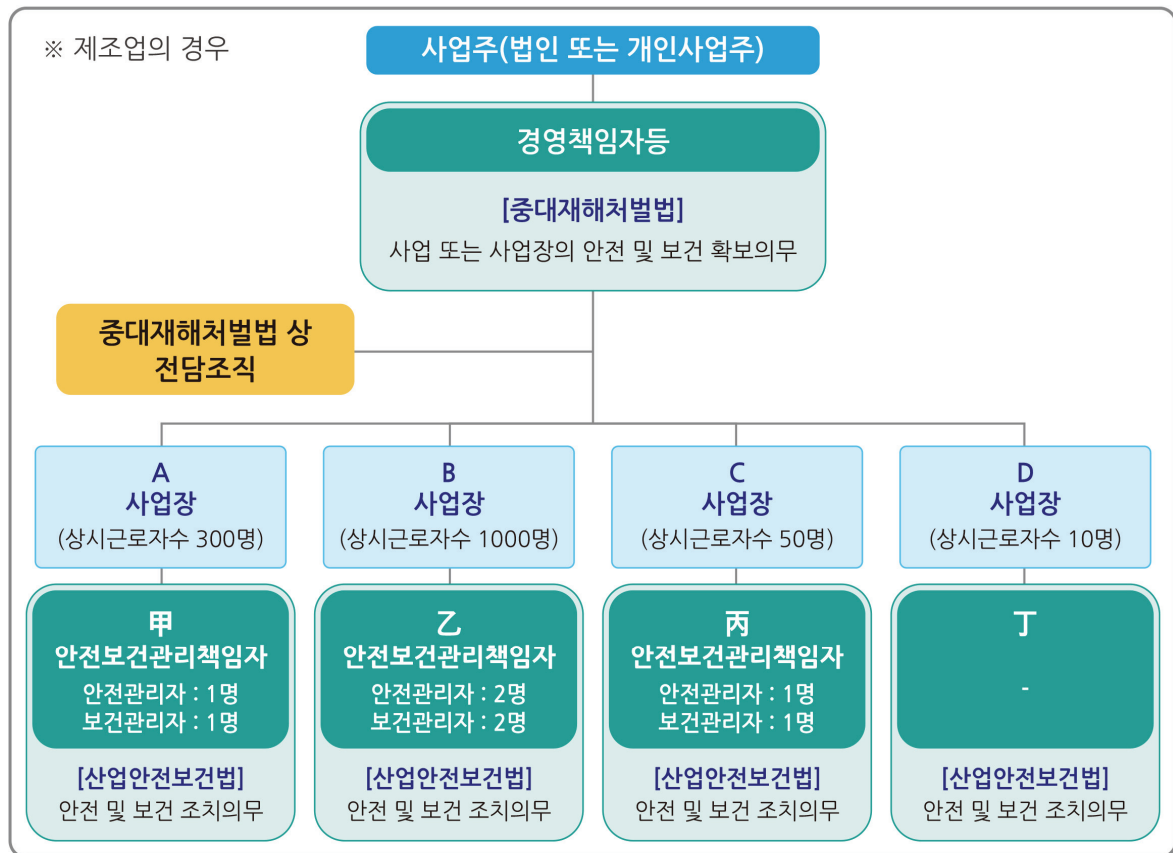 ※ 제조업의 경우
사업주(법인 또는 개인사업주)
경영책임자등
[중대재해처벌법]
사업 또는 사업장의 안전 및 보건 확보의무
중대재해처벌법 상
전담조직
A
사업장
(상시근로자수 300명)
B
사업장
(상시근로자수 1000명)
C
사업장
(상시근로자수 50명)
D
사업장
(상시근로자수 10명)
甲
안전보건관리책임자
안전관리자 : 1명
보건관리자 : 1명
[산업안전보건법]
안전 및 보건 조치의무
乙
안전보건관리책임자
안전관리자 : 2명
보건관리자 : 2명
[산업안전보건법]
안전 및 보건 조치의무
丙
안전보건관리책임자
안전관리자 : 1명
보건관리자 : 1명
[산업안전보건법]
안전 및 보건 조치의무
丁
-
[산업안전보건법]
안전 및 보건 조치의무